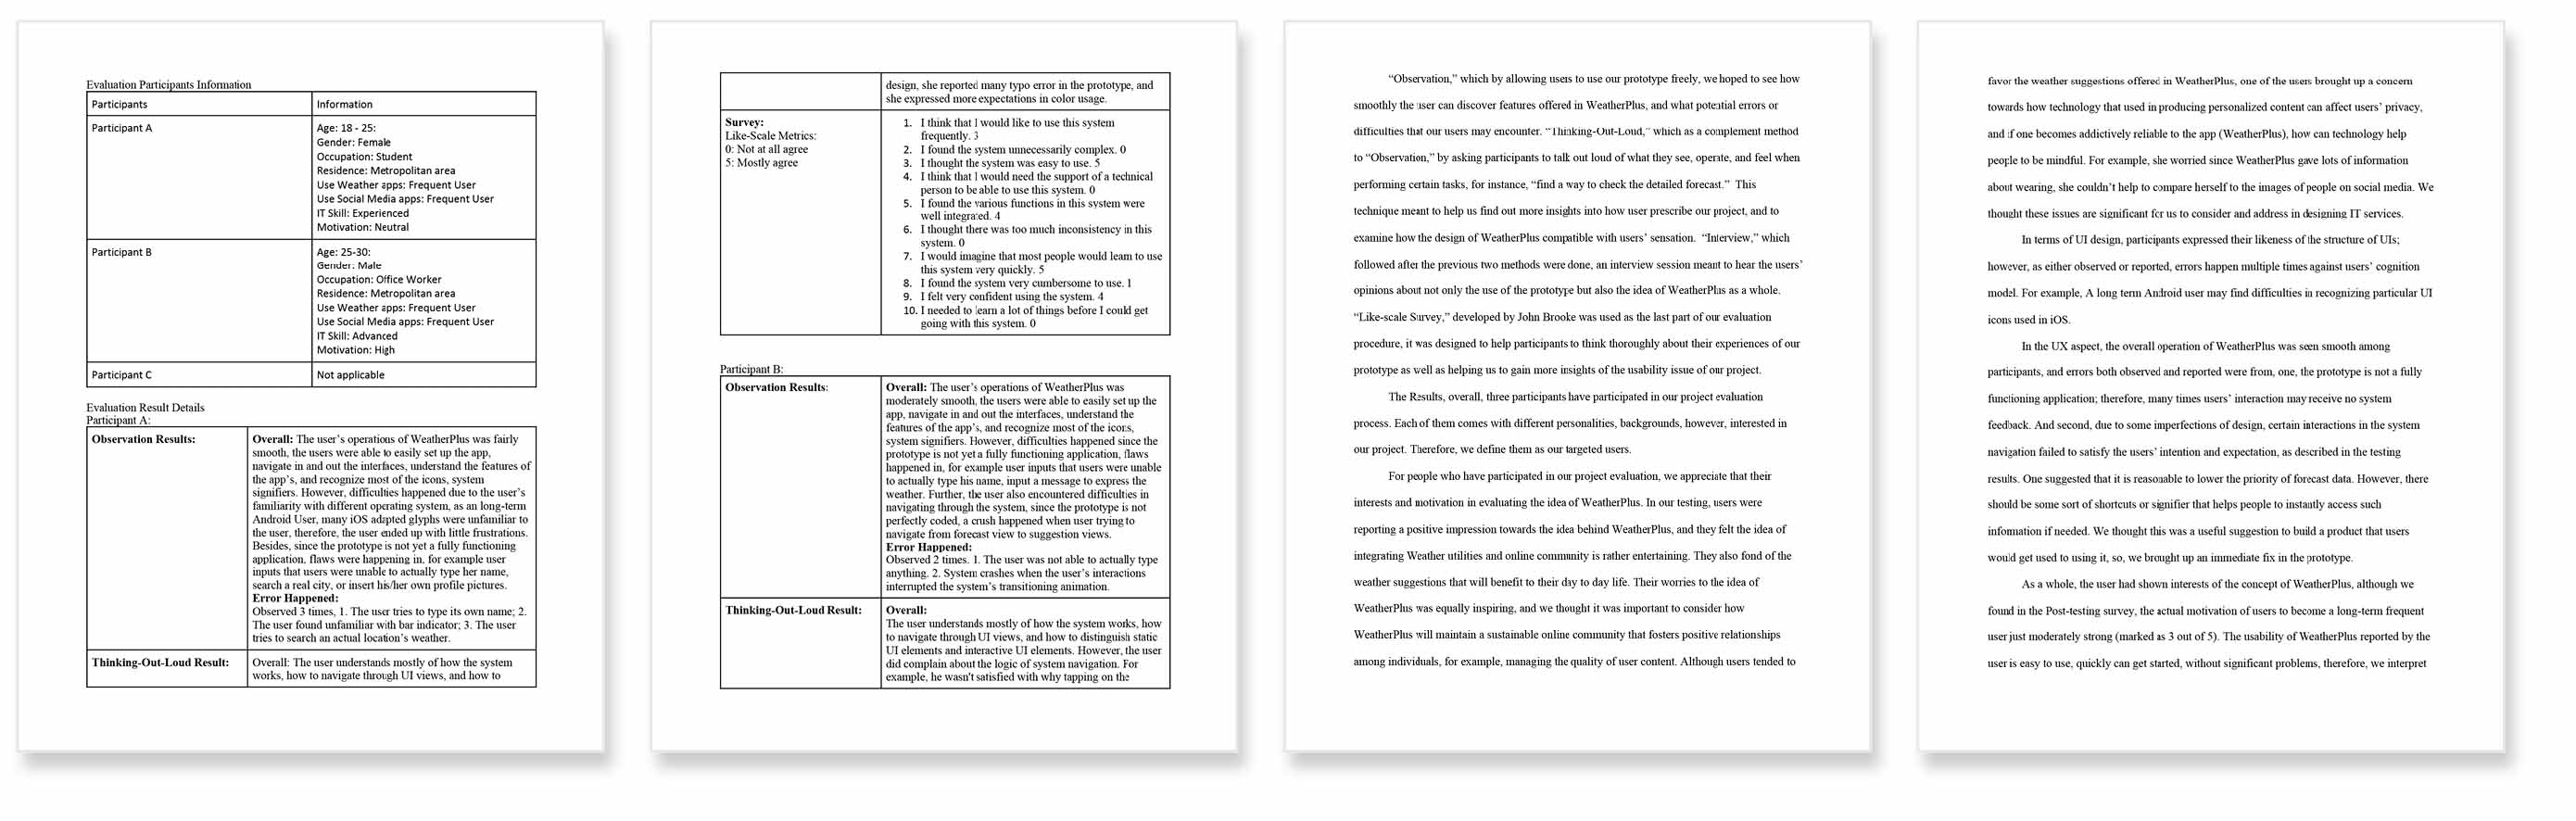 Evaluation Participants Information
Participants
Information
Participant A
Age: 18 - 25:
Gender: Female
Occupation: Student
Residence: Metropolitan area
Use Weather apps: Frequent User
Use Social Media apps: Frequent User
IT Skill: Experienced
Motivation: Neutral
Participant B
Age: 25-30:
Gender: Male
Occupation: Office Worker
Residence: Metropolitan area
Use Weather apps: Frequent User
Use Social Media apps: Frequent User
IT Skill: Advanced
Motivation: High
Participant C
Not applicable
Evaluation Result Details
Participant A:
Observation Results:
Overall: The user's operations of WeatherPlus was fairly
smooth, the users were able to easily set up the app,
navigate in and out the interfaces, understand the features of
the app's, and recognize most of the icons, system
signifiers. However, difficulties happened due to the user's
familiarity with different operating system, as an long-term
Android User, many iOS adapted glyphs were unfamiliar to
the user, therefore, the user ended up with little frustrations.
Besides, since the prototype is not yet a fully functioning
application, flaws were happening in, for example user
inputs that users were unable to actually type her name,
search a real city, or insert his/her own profile pictures.
Error Happened:
Observed 3 times, 1. The user tries to type its own name; 2.
The user found unfamiliar with bar indicator; 3. The user
tries to search an actual location's weather.
Thinking-Out-Loud Result:
Overall: The user understands mostly of how the system
works, how to navigate through UI views, and how to
design, she reported many typo error in the prototype, and
she expressed more expectations in color usage.
Survey:
Like-Scale Metrics:
0: Not at all agree
5: Mostly agree
1. I think that I would like to use this system
frequently. 3
2. I found the system unnecessarily complex. 0
3. I thought the system was easy to use. 5
4. I think that I would need the support of a technical
person to be able to use this system. 0
5. I found the various functions in this system were
well integrated. 4
6. I thought there was too much inconsistency in this
system. 0
7. I would imagine that most people would learn to use
this system very quickly. 5
8. I found the system very cumbersome to use. 1
9. I felt very confident using the system. 4
10. I needed to learn a lot of things before I could get
going with this system. 0
Participant B:
Observation Results:
Overall: The user's operations of WeatherPlus was
moderately smooth, the users were able to easily set up the
app, navigate in and out the interfaces, understand the
features of the app's, and recognize most of the icons,
system signifiers. However, difficulties happened since the
prototype is not yet a fully functioning application, flaws
happened in, for example user inputs that users were unable
to actually type his name, input a message to express the
weather. Further, the user also encountered difficulties in
navigating through the system, since the prototype is not
perfectly coded, a crush happened when user trying to
navigate from forecast view to suggestion views.
Error Happened:
Observed 2 times. 1. The user was not able to actually type
anything. 2. System crashes when the user's interactions
interrupted the system's transitioning animation.
Thinking-Out-Loud Result:
Overall:
The user understands mostly of how the system works, how
to navigate through UI views, and how to distinguish static
UI elements and interactive UI elements. However, the user
did complain about the logic of system navigation. For
example, he wasn't satisfied with why tapping on the
"Observation," which by allowing users to use our prototype freely, we hoped to see how
smoothly the user can discover features offered in WeatherPlus, and what potential errors or
difficulties that our users may encounter. "Thinking-Out-Loud," which as a complement method
to "Observation," by asking participants to talk out loud of what they see, operate, and feel when
performing certain tasks, for instance, "find a way to check the detailed forecast." This
technique meant to help us find out more insights into how user prescribe our project, and to
examine how the design of WeatherPlus compatible with users' sensation. "Interview," which
followed after the previous two methods were done, an interview session meant to hear the users'
opinions about not only the use of the prototype but also the idea of WeatherPlus as a whole.
"Like-scale Survey," developed by John Brooke was used as the last part of our evaluation
procedure, it was designed to help participants to think thoroughly about their experiences of our
prototype as well as helping us to gain more insights of the usability issue of our project.
The Results, overall, three participants have participated in our project evaluation
process. Each of them comes with different personalities, backgrounds, however, interested in
our project. Therefore, we define them as our targeted users.
For people who have participated in our project evaluation, we appreciate that their
interests and motivation in evaluating the idea of WeatherPlus. In our testing, users were
reporting a positive impression towards the idea behind WeatherPlus, and they felt the idea of
integrating Weather utilities and online community is rather entertaining. They also fond of the
weather suggestions that will benefit to their day to day life. Their worries to the idea of
WeatherPlus was equally inspiring, and we thought it was important to consider how
WeatherPlus will maintain a sustainable online community that fosters positive relationships
among individuals, for example, managing the quality of user content. Although users tended to
favor the weather suggestions offered in WeatherPlus, one of the users brought up a concern
towards how technology that used in producing personalized content can affect users' privacy,
and if one becomes addictively reliable to the app (WeatherPlus), how can technology help
people to be mindful. For example, she worried since WeatherPlus gave lots of information
about wearing, she couldn't help to compare herself to the images of people on social media. We
thought these issues are significant for us to consider and address in designing IT services.
In terms of UI design, participants expressed their likeness of the structure of UIs;
however, as either observed or reported, errors happen multiple times against users' cognition
model. For example, A long term Android user may find difficulties in recognizing particular UI
icons used in iOS.
In the UX aspect, the overall operation of WeatherPlus was seen smooth among
participants, and errors both observed and reported were from, one, the prototype is not a fully
functioning application; therefore, many times users' interaction may receive no system
feedback. And second, due to some imperfections of design, certain interactions in the system
navigation failed to satisfy the users' intention and expectation, as described in the testing
results. One suggested that it is reasonable to lower the priority of forecast data. However, there
should be some sort of shortcuts or signifier that helps people to instantly access such
information if needed. We thought this was a useful suggestion to build a product that users
would get used to using it, so, we brought up an immediate fix in the prototype.
As a whole, the user had shown interests of the concept of WeatherPlus, although we
found in the Post-testing survey, the actual motivation of users to become a long-term frequent
user just moderately strong (marked as 3 out of 5). The usability of WeatherPlus reported by the
user is easy to use, quickly can get started, without significant problems, therefore, we interpret